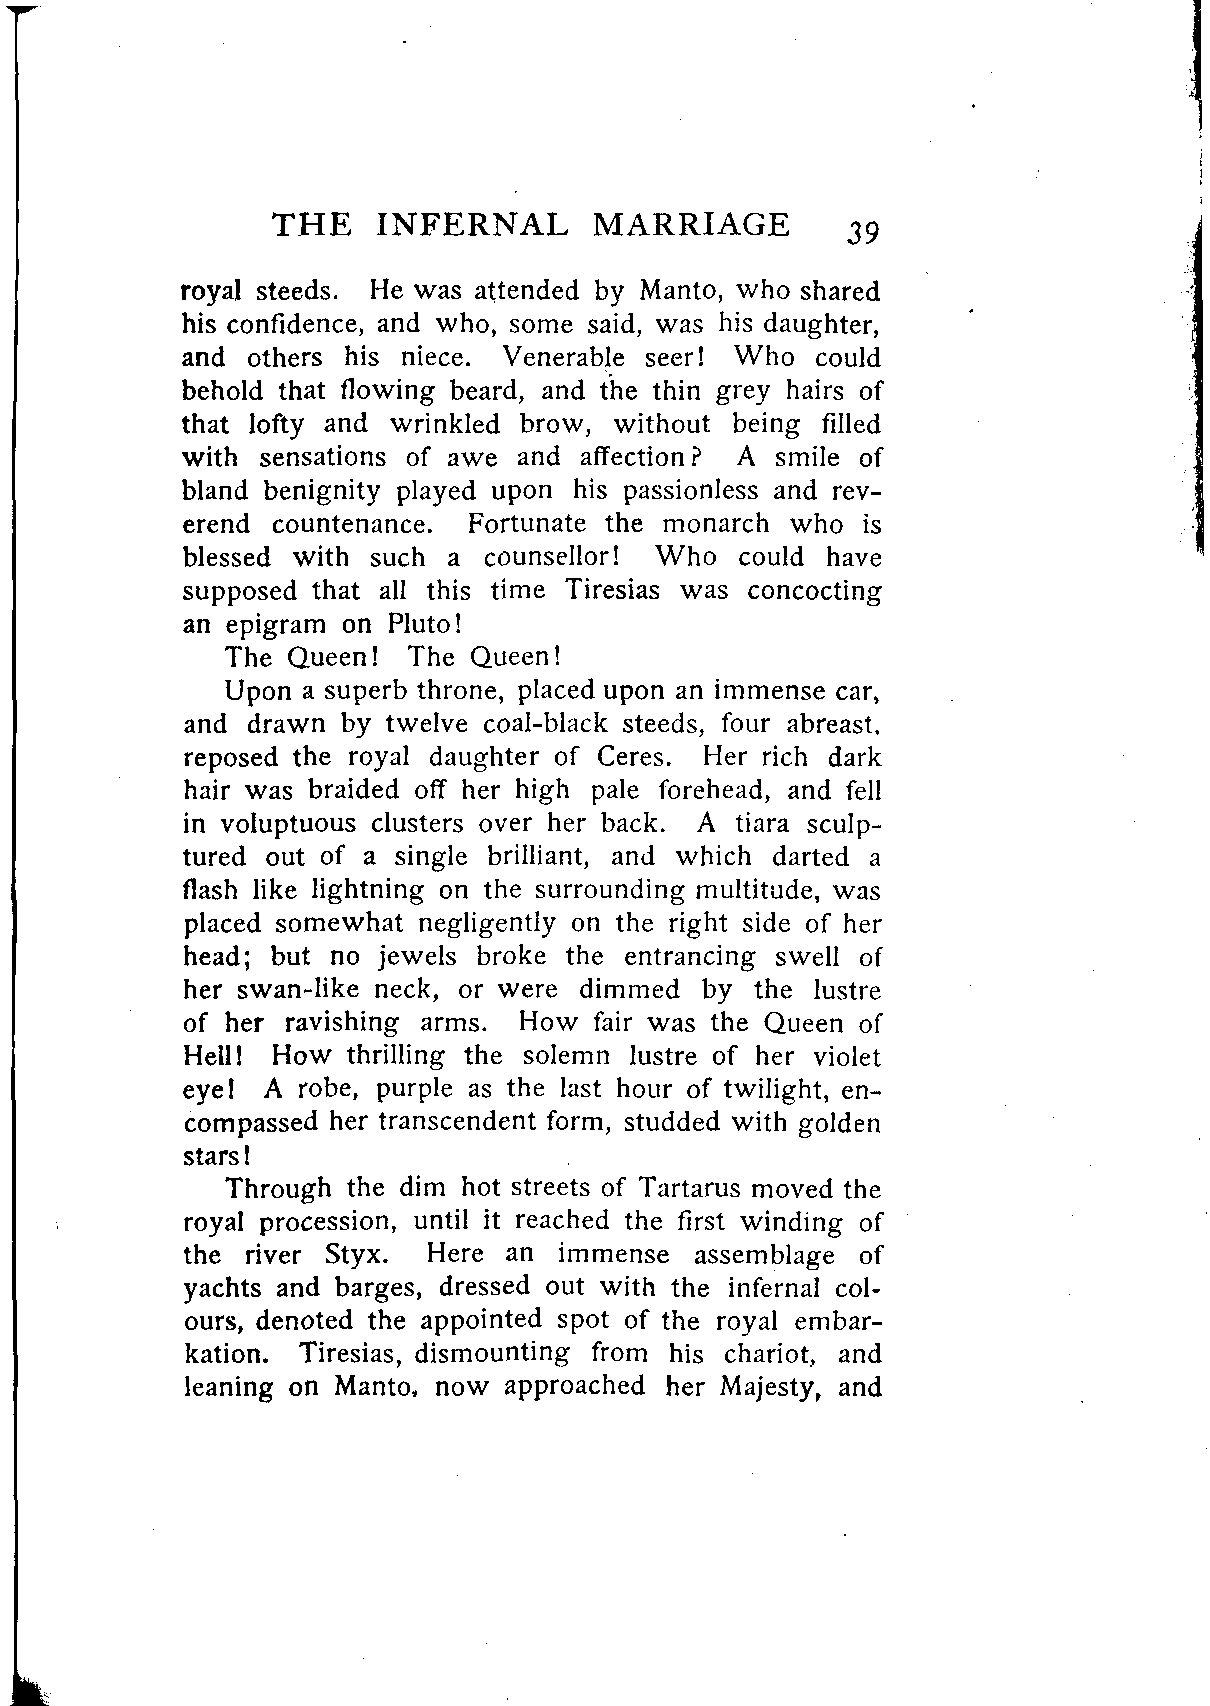 THE INFERNAL MARRIAGE 39
royal steeds. He was attended by Manto, who shared
his confidence, and who, some said, was his daughter,
and others his niece. Venerable seer! Who could
behold that flowing beard, and the thin grey hairs of
that lofty and wrinkled brow, without being filled
with sensations of awe and affection? A smile of
bland benignity played upon his passionless and rev-
erend countenance. Fortunate the monarch who is
blessed with such a counsellor! Who could have
supposed that all this time Tiresias was concocting
an epigram on Pluto!
The Queen! The Queen!
Upon a superb throne, placed upon an immense car,
and drawn by twelve coal-black steeds, four abreast,
reposed the royal daughter of Ceres. Her rich dark
hair was braided off her high pale forehead, and fell
in voluptuous clusters over her back. A tiara sculp-
tured out of a single brilliant, and which darted a
flash like lightning on the surrounding multitude, was
placed somewhat negligently on the right side of her
head; but no jewels broke the entrancing swell of
her swan-like neck, or were dimmed by the lustre
of her ravishing arms. How fair was the Queen of
Hell! How thrilling the solemn lustre of her violet
eye! A robe, purple as the last hour of twilight, en-
compassed her transcendent form, studded with golden
stars!
Through the dim hot streets of Tartarus moved the
royal procession, until it reached the first winding of
the river Styx. Here an immense assemblage of
yachts and barges, dressed out with the infernal col-
ours, denoted the appointed spot of the royal embar-
kation. Tiresias, dismounting from his chariot, and
leaning on Manto, now approached her Majesty, and